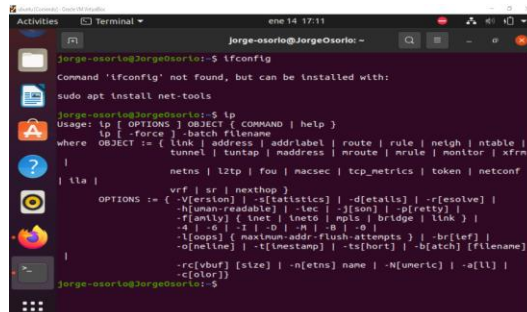 ubuntu [Corriendo] - Oracle VM VirtualBox
Activities Terminal ene 14 17:11
jorge-osorio@JorgeOsorio: ~
jorge-osorio@JorgeOsorio:~$ ifconfig
Command 'ifconfig' not found, but can be installed with:
sudo apt install net-tools
jorge-osorio@JorgeOsorio:~$ ip
Usage: ip [ OPTIONS ] OBJECT { COMMAND | help }
ip [ -force ] -batch filename
where OBJECT := { link | address | addrlabel | route | rule | neigh | ntable |
tunnel | tuntap | maddress | mroute | mrule | monitor | xfrm
|
netns | l2tp | fou | macsec | tcp_metrics | token | netconf
| ila |
vrf | sr | nexthop }
OPTIONS := { -V[ersion] | -s[tatistics] | -d[etails] | -r[esolve] |
-h[uman-readable] | -iec | -j[son] | -p[retty] |
-f[amily] { inet | inet6 | mpls | bridge | link } |
-4 | -6 | -I | -D | -M | -B | -0 |
-l[oops] { maximum-addr-flush-attempts } | -br[ief] |
-o[neline] | -t[imestamp] | -ts[hort] | -b[atch] [filename]
|
-rc[vbuf] [size] | -n[etns] name | -N[umeric] | -a[ll] |
-c[olor]}
jorge-osorio@JorgeOsorio:~$